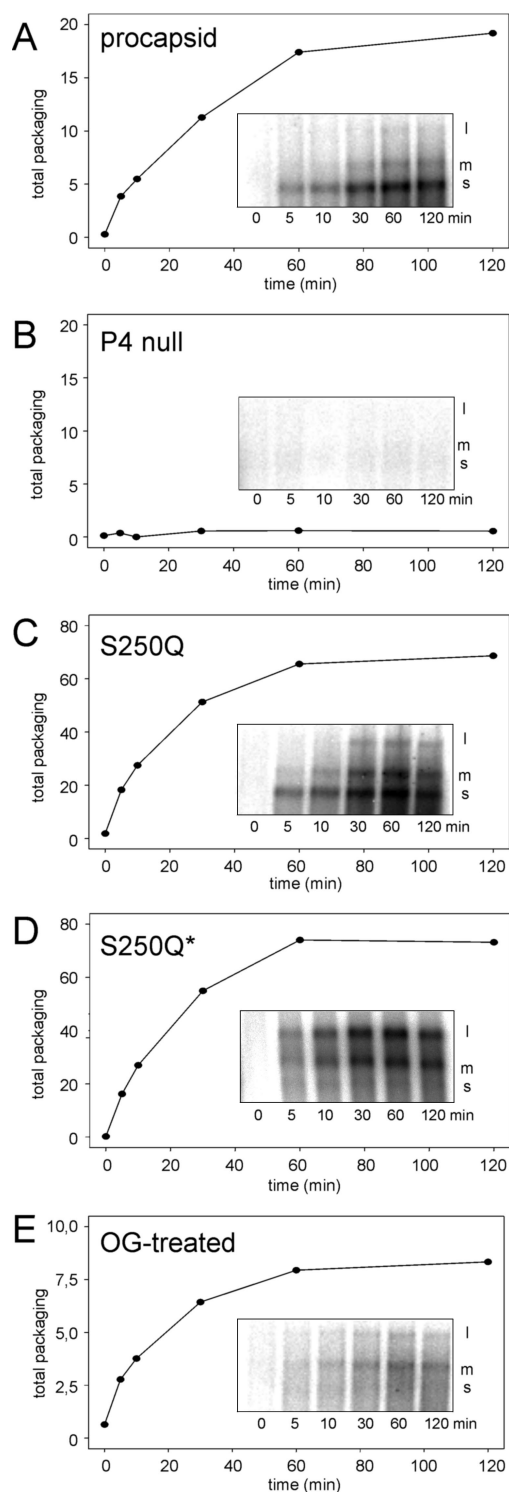 A procapsid
total packaging
20
15
10
5
0
l
m
s
0 5 10 30 60 120 min
0 20 40 60 80 100 120
time (min)
B P4 null
total packaging
20
15
10
5
0
l
m
s
0 5 10 30 60 120 min
0 20 40 60 80 100 120
time (min)
C S250Q
total packaging
80
60
40
20
0
l
m
s
0 5 10 30 60 120 min
0 20 40 60 80 100 120
time (min)
D S250Q*
total packaging
80
60
40
20
0
l
m
s
0 5 10 30 60 120 min
0 20 40 60 80 100 120
time (min)
E OG-treated
total packaging
10,0
7,5
5,0
2,5
0
l
m
s
0 5 10 30 60 120 min
0 20 40 60 80 100 120
time (min)